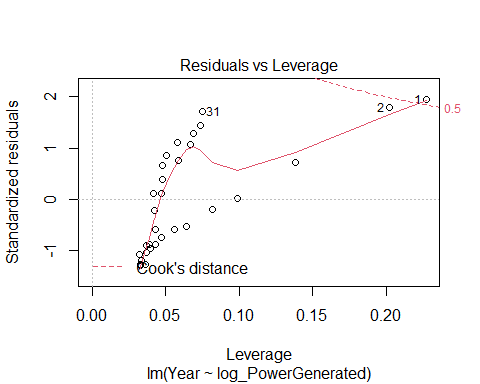 Residuals vs Leverage
Standardized residuals
2
1
0
-1
31
2
1
0.5
Cook's distance
0.00
0.05
0.10
0.15
0.20
Leverage
lm(Year ~ log_PowerGenerated)